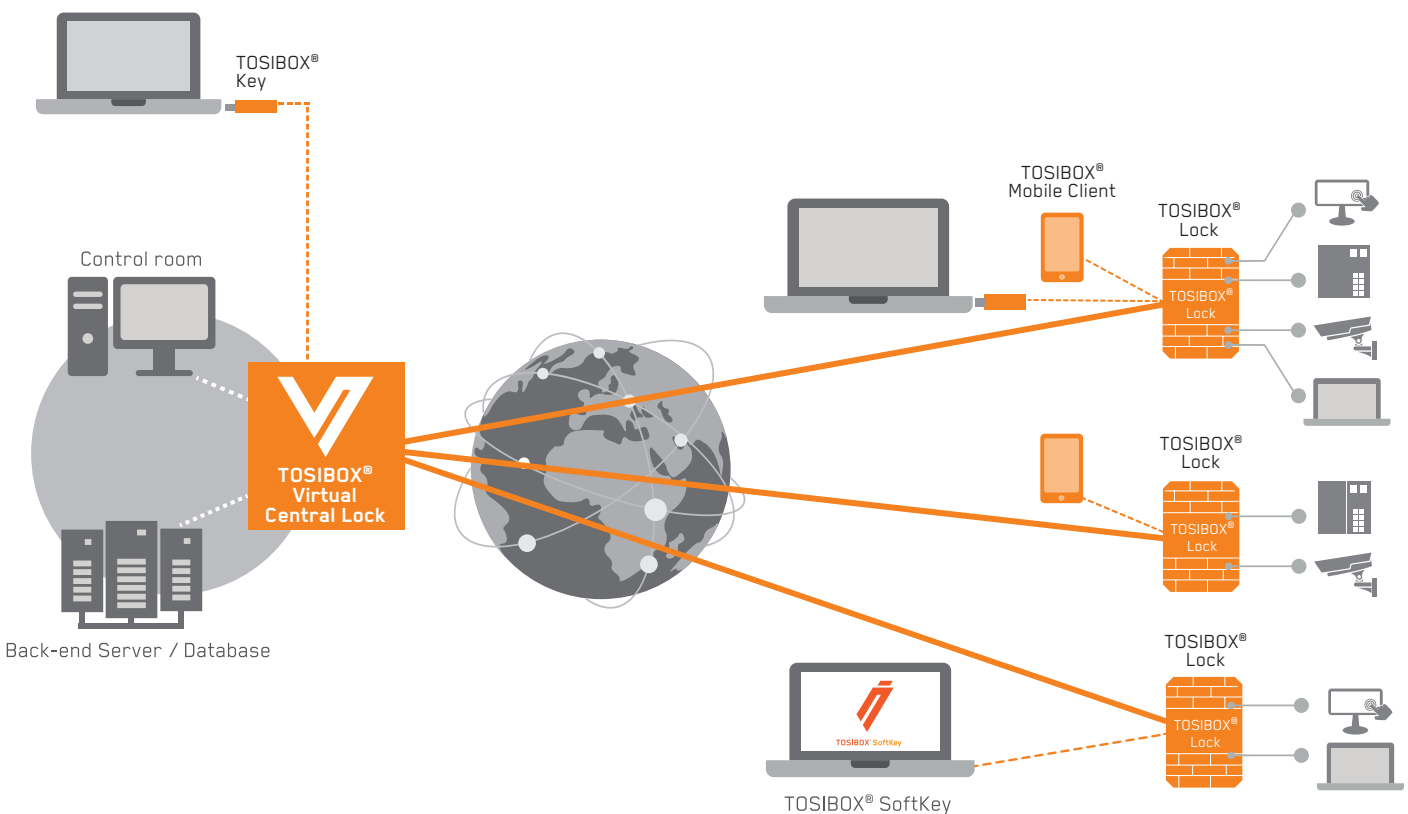 TOSIBOX®
Key
Control room
TOSIBOX®
Virtual
Central Lock
Back-end Server / Database
TOSIBOX®
Mobile Client
TOSIBOX®
Lock
TOSIBOX®
Lock
TOSIBOX®
Lock
TOSIBOX®
Lock
TOSIBOX®
Lock
TOSIBOX®
Lock
TOSIBOX® SoftKey
TOSIBOX® SoftKey